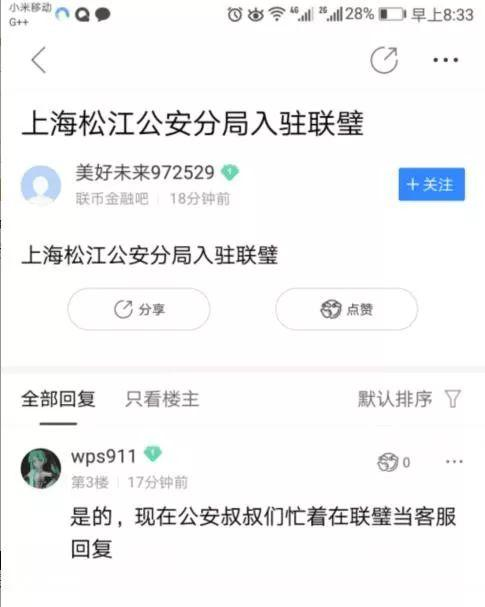 小米移动
G++
4G
2G
28%
早上8:33
上海松江公安分局入驻联璧
美好未来972529
1
联币金融吧 18分钟前
+关注
上海松江公安分局入驻联璧
分享
点赞
全部回复 只看楼主 默认排序
wps911
1
0
第3楼 17分钟前
是的，现在公安叔叔们忙着在联璧当客服
回复